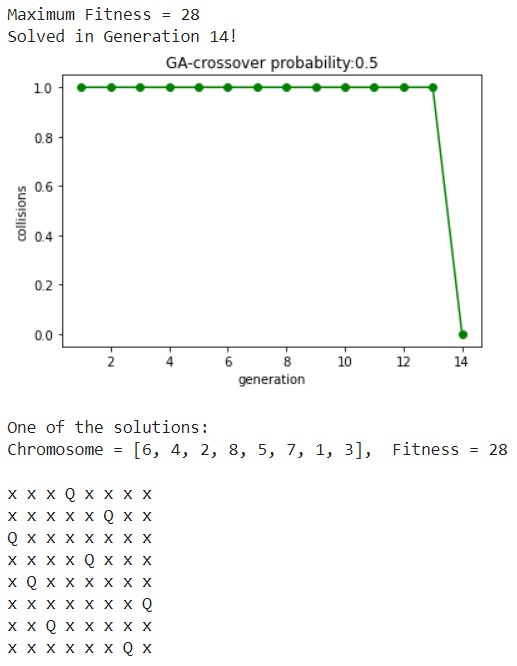 Maximum Fitness = 28
Solved in Generation 14!
GA-crossover probability:0.5
1.0
0.8
0.6
0.4
0.2
0.0
collisions
2 4 6 8 10 12 14
generation
One of the solutions:
Chromosome = [6, 4, 2, 8, 5, 7, 1, 3],  Fitness = 28
x x x Q x x x x
x x x x x Q x x
Q x x x x x x x
x x x x Q x x x
x Q x x x x x x
x x x x x x x Q
x x Q x x x x x
x x x x x x Q x